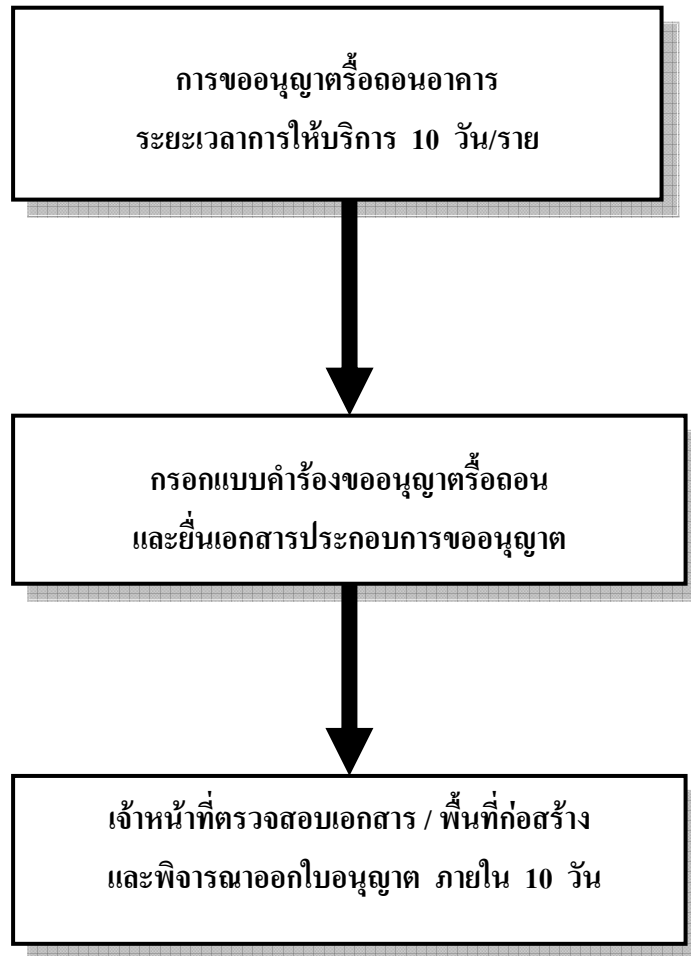 การขออนุญาตรื้อถอนอาคาร
ระยะเวลาการให้บริการ 10 วัน/ราย
กรอกแบบคำร้องขออนุญาตรื้อถอน
และยื่นเอกสารประกอบการขออนุญาต
เจ้าหน้าที่ตรวจสอบเอกสาร / พื้นที่ก่อสร้าง
และพิจารณาออกใบอนุญาต ภายใน 10 วัน